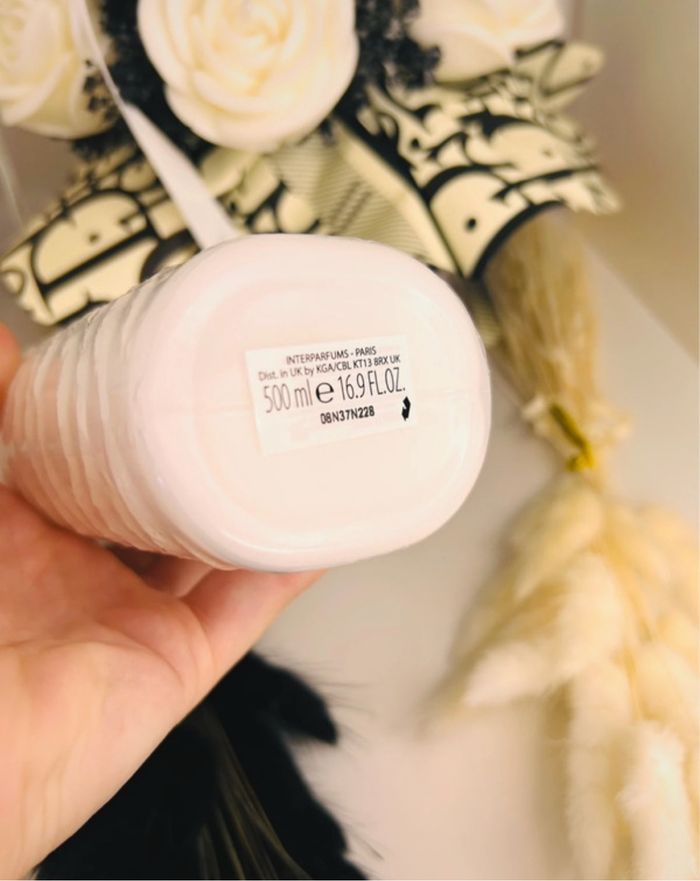 INTERPARFUMS - PARIS
Dist. in UK by KGA/CBL KT13 8RX UK
500 ml e 16.9 FL.OZ.
08N37N228